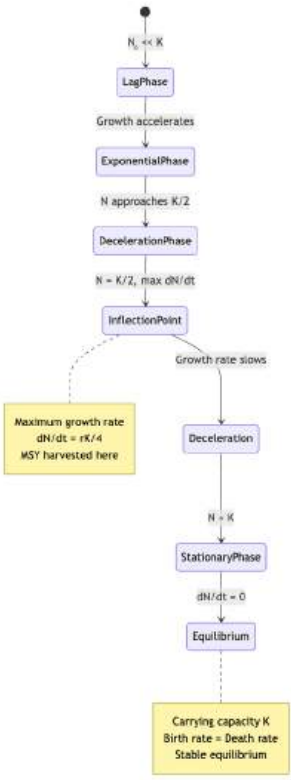 N₀ << K
LagPhase
Growth accelerates
ExponentialPhase
N approaches K/2
DecelerationPhase
N = K/2, max dN/dt
InflectionPoint
Growth rate slows
Maximum growth rate
dN/dt = rK/4
MSY harvested here
Deceleration
N = K
StationaryPhase
dN/dt = 0
Equilibrium
Carrying capacity K
Birth rate = Death rate
Stable equilibrium